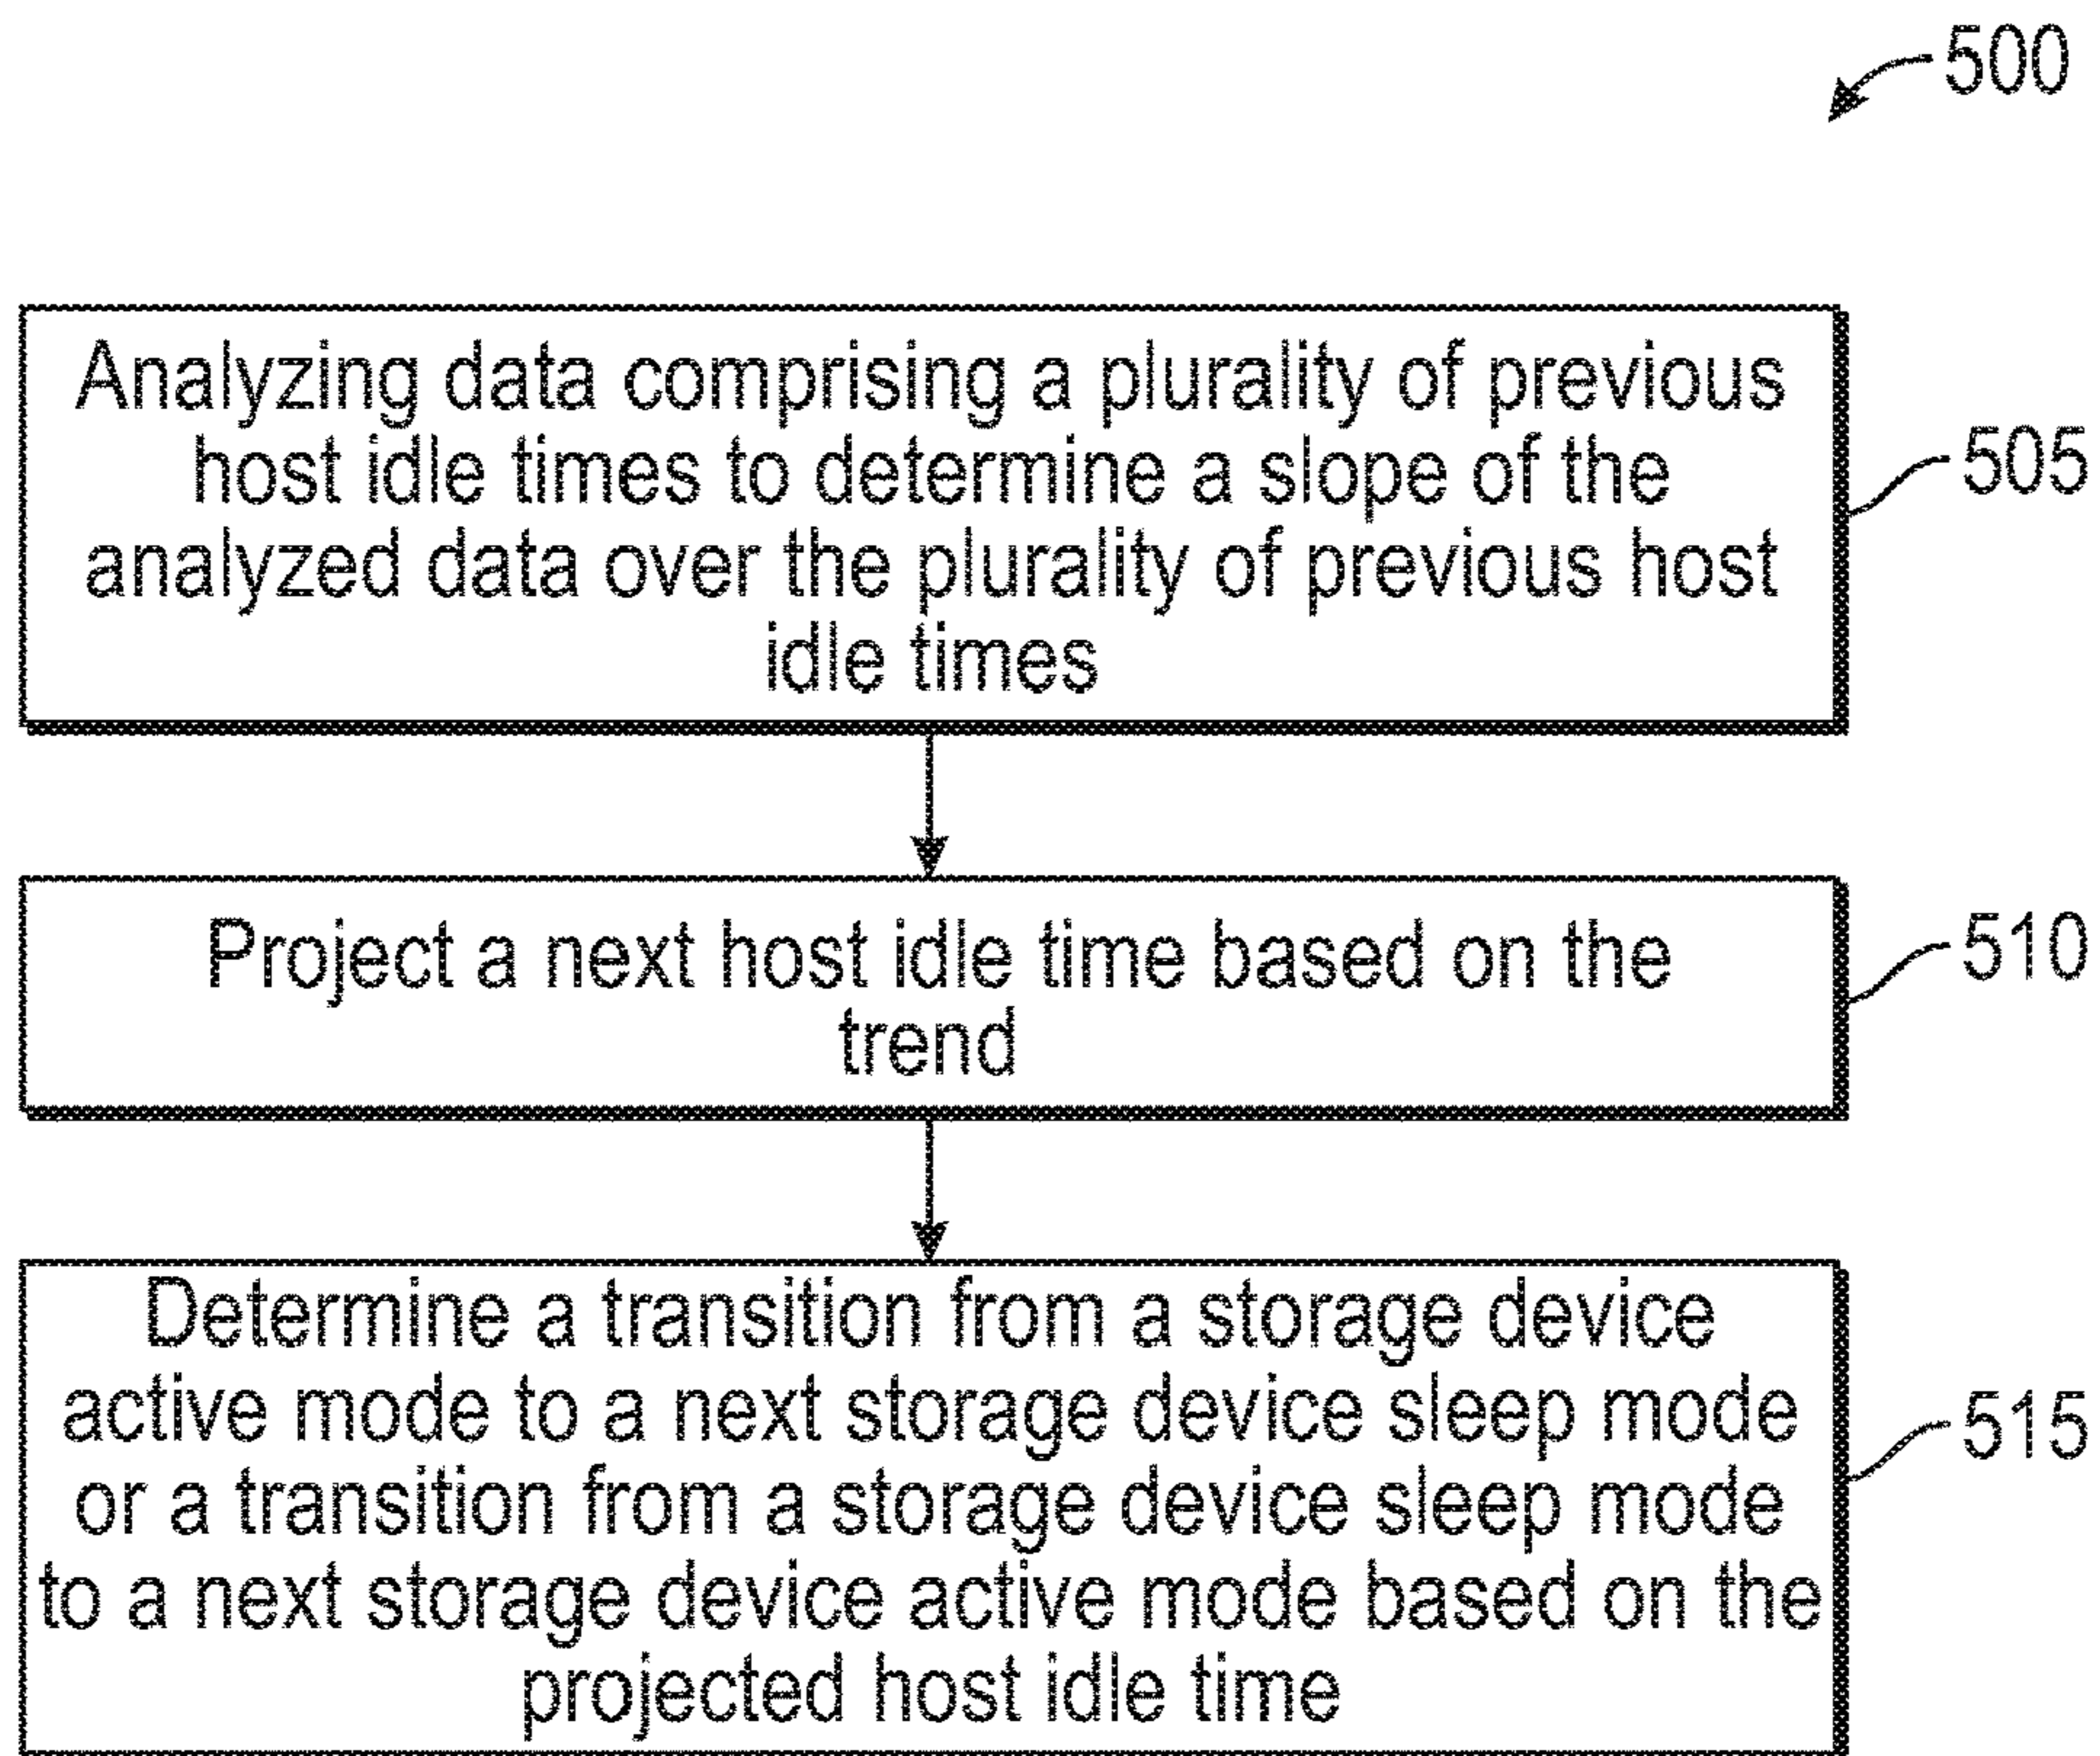 500
Analyzing data comprising a plurality of previous
host idle times to determine a slope of the
analyzed data over the plurality of previous host
idle times
505
Project a next host idle time based on the
trend
510
Determine a transition from a storage device
active mode to a next storage device sleep mode
or a transition from a storage device sleep mode
to a next storage device active mode based on the
projected host idle time
515